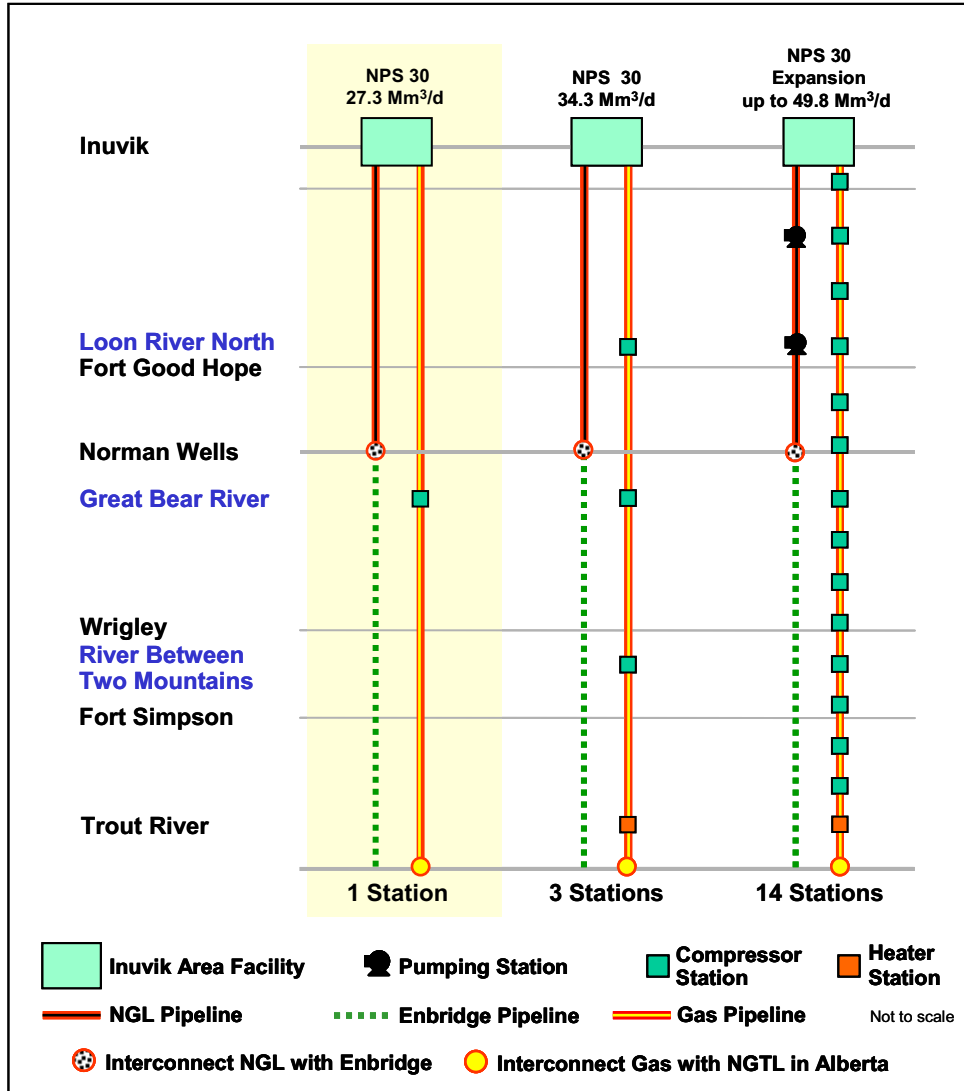 NPS 30
27.3 Mm³/d
NPS 30
34.3 Mm³/d
NPS 30
Expansion
up to 49.8 Mm³/d
Inuvik
Loon River North
Fort Good Hope
Norman Wells
Great Bear River
Wrigley
River Between
Two Mountains
Fort Simpson
Trout River
1 Station
3 Stations
14 Stations
Inuvik Area Facility
Pumping Station
Compressor
Station
Heater
Station
NGL Pipeline
Enbridge Pipeline
Gas Pipeline
Not to scale
Interconnect NGL with Enbridge
Interconnect Gas with NGTL in Alberta